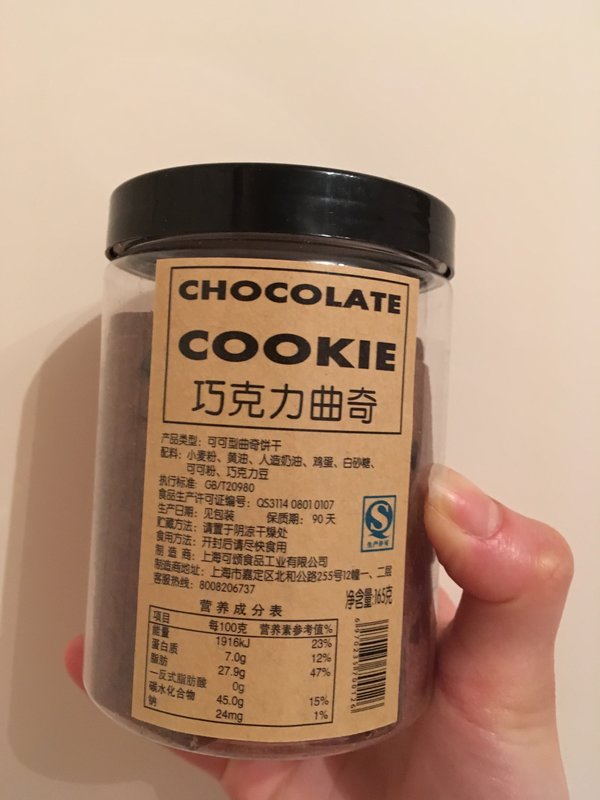 CHOCOLATE
COOKIE
巧克力曲奇
产品类型: 可可型曲奇饼干
配料: 小麦粉、黄油、人造奶油、鸡蛋、白砂糖、
可可粉、巧克力豆
执行标准: GB/T20980
食品生产许可证编号: QS3114 0801 0107
生产日期: 见包装 保质期: 90 天
贮藏方法: 请置于阴凉干燥处
食用方法: 开封后请尽快食用
制 造 商: 上海可颂食品工业有限公司
制造商地址: 上海市嘉定区北和公路255号12幢一、二层
客服热线: 8008206737
生产许可
净含量:165克
营养成分表
项目 每100克 营养素参考值%
能量 1916kJ 23%
蛋白质 7.0g 12%
脂肪 27.9g 47%
—反式脂肪酸 0g
碳水化合物 45.0g 15%
钠 24mg 1%